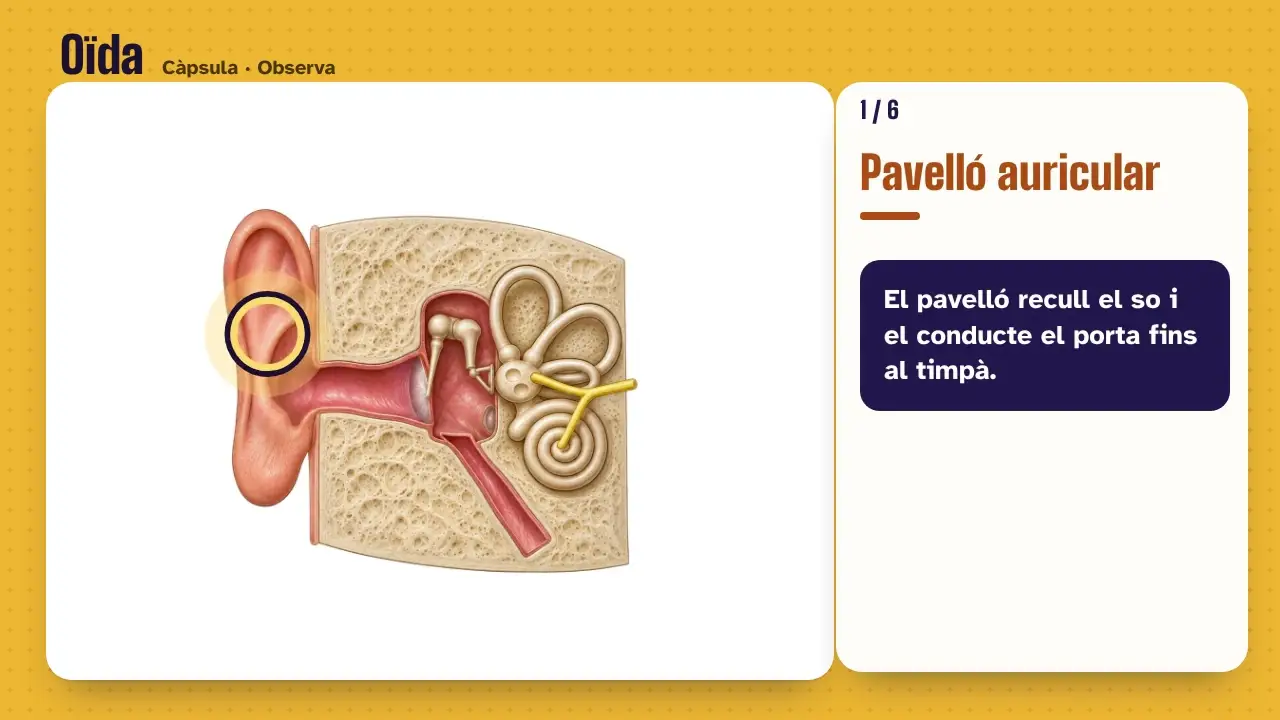 Oïda
Càpsula · Observa
1 / 6
Pavelló auricular
El pavelló recull el so i
el conducte el porta fins
al timpà.